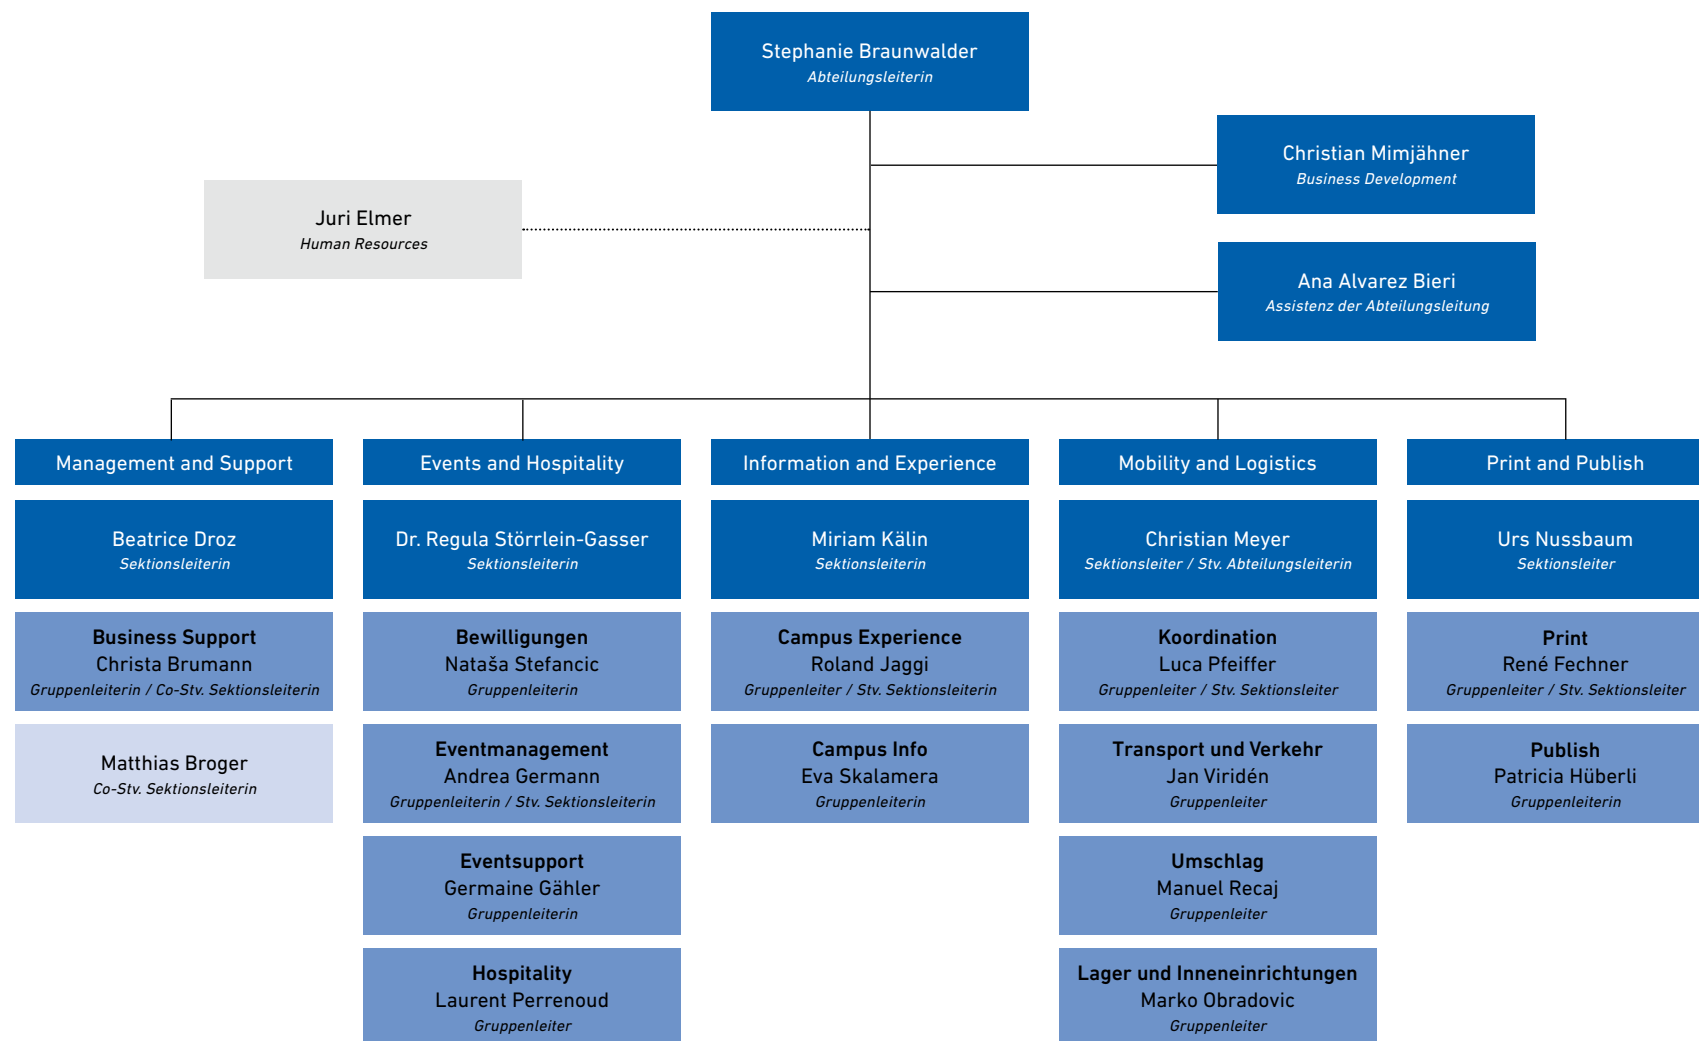 Stephanie Braunwalder
Abteilungsleiterin
Christian Mimjähner
Business Development
Juri Elmer
Human Resources
Ana Alvarez Bieri
Assistenz der Abteilungsleitung
Management and Support
Beatrice Droz
Sektionsleiterin
Business Support
Christa Brumann
Gruppenleiterin / Co-Stv. Sektionsleiterin
Matthias Broger
Co-Stv. Sektionsleiterin
Events and Hospitality
Dr. Regula Störrlein-Gasser
Sektionsleiterin
Bewilligungen
Nataša Stefancic
Gruppenleiterin
Eventmanagement
Andrea Germann
Gruppenleiterin / Stv. Sektionsleiterin
Eventsupport
Germaine Gähler
Gruppenleiterin
Hospitality
Laurent Perrenoud
Gruppenleiter
Information and Experience
Miriam Kälin
Sektionsleiterin
Campus Experience
Roland Jaggi
Gruppenleiter / Stv. Sektionsleiterin
Campus Info
Eva Skalamera
Gruppenleiterin
Mobility and Logistics
Christian Meyer
Sektionsleiter / Stv. Abteilungsleiterin
Koordination
Luca Pfeiffer
Gruppenleiter / Stv. Sektionsleiter
Transport und Verkehr
Jan Viridén
Gruppenleiter
Umschlag
Manuel Recaj
Gruppenleiter
Lager und Inneneinrichtungen
Marko Obradovic
Gruppenleiter
Print and Publish
Urs Nussbaum
Sektionsleiter
Print
René Fechner
Gruppenleiter / Stv. Sektionsleiter
Publish
Patricia Hüberli
Gruppenleiterin